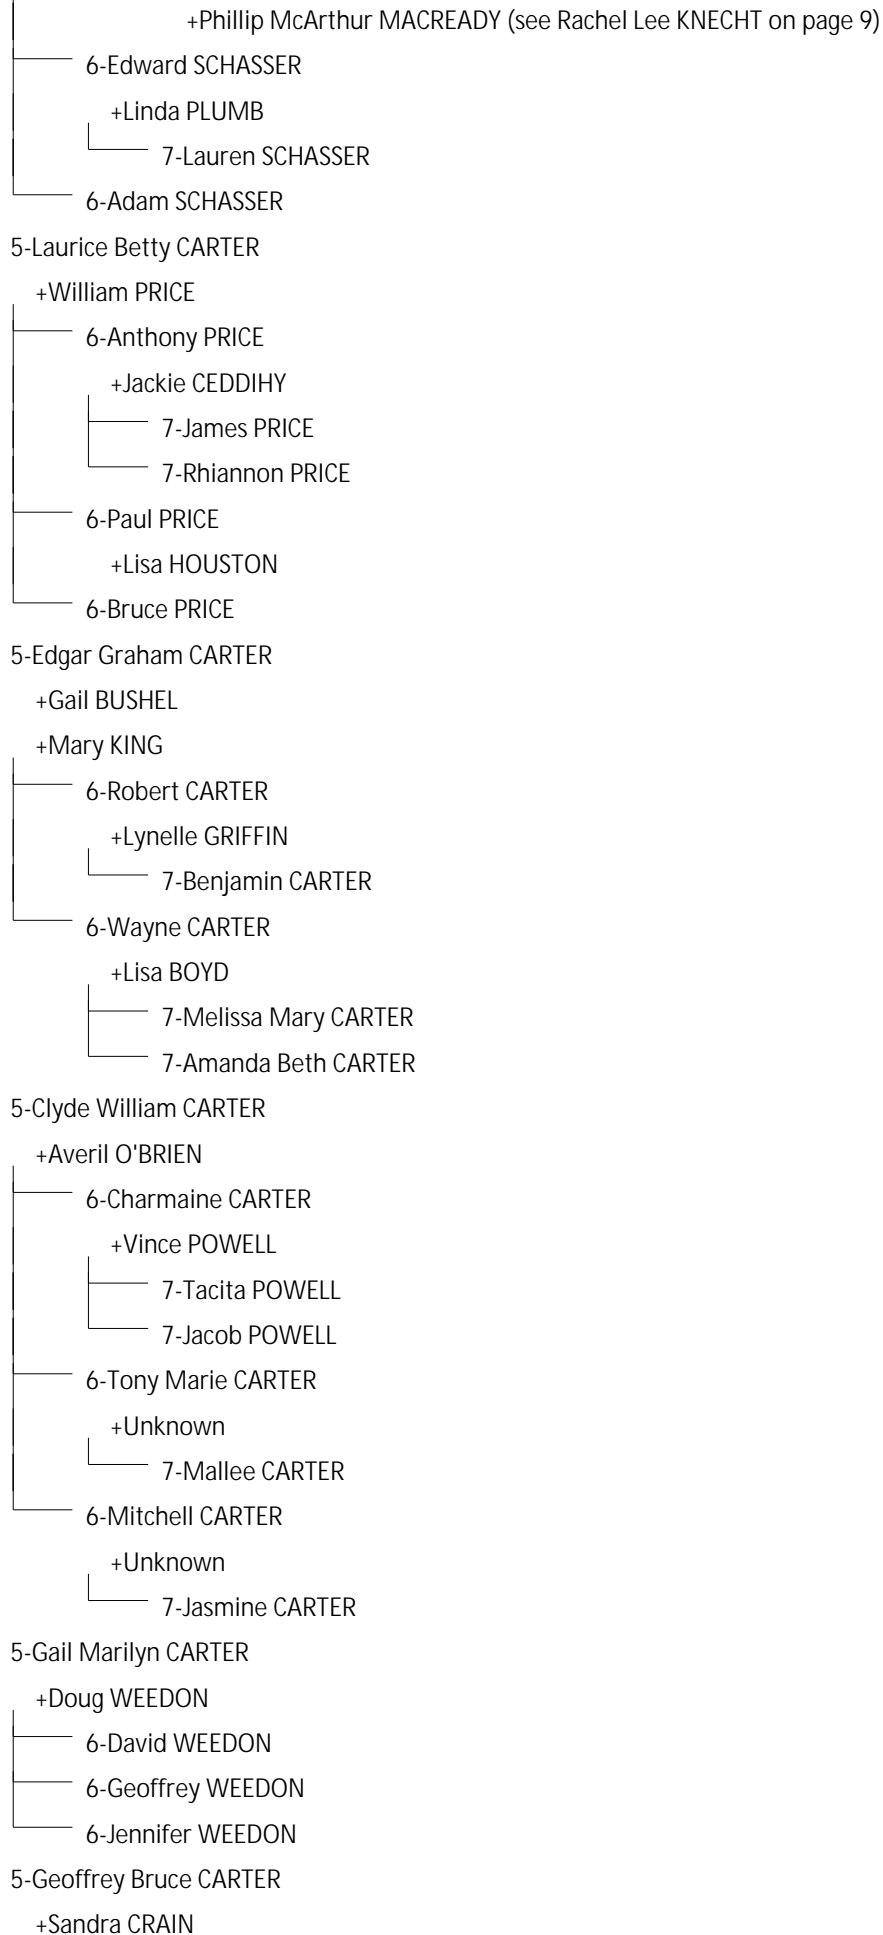 +Phillip McArthur MACREADY (see Rachel Lee KNECHT on page 9)
6-Edward SCHASSER
+Linda PLUMB
7-Lauren SCHASSER
6-Adam SCHASSER
5-Laurice Betty CARTER
+William PRICE
6-Anthony PRICE
+Jackie CEDDIHY
7-James PRICE
7-Rhiannon PRICE
6-Paul PRICE
+Lisa HOUSTON
6-Bruce PRICE
5-Edgar Graham CARTER
+Gail BUSHEL
+Mary KING
6-Robert CARTER
+Lynelle GRIFFIN
7-Benjamin CARTER
6-Wayne CARTER
+Lisa BOYD
7-Melissa Mary CARTER
7-Amanda Beth CARTER
5-Clyde William CARTER
+Averil O'BRIEN
6-Charmaine CARTER
+Vince POWELL
7-Tacita POWELL
7-Jacob POWELL
6-Tony Marie CARTER
+Unknown
7-Mallee CARTER
6-Mitchell CARTER
+Unknown
7-Jasmine CARTER
5-Gail Marilyn CARTER
+Doug WEEDON
6-David WEEDON
6-Geoffrey WEEDON
6-Jennifer WEEDON
5-Geoffrey Bruce CARTER
+Sandra CRAIN